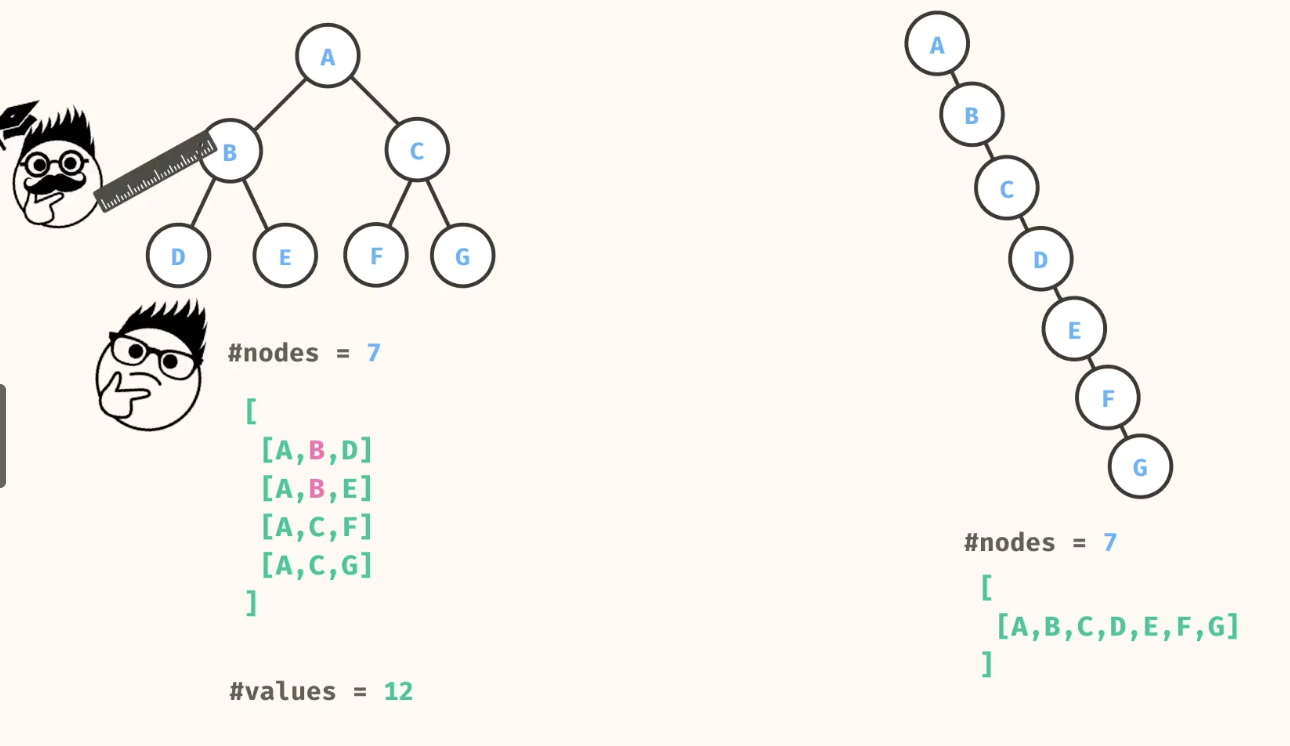 A
B
C
D
E
F
G
#nodes = 7
[
[A,B,D]
[A,B,E]
[A,C,F]
[A,C,G]
]
#values = 12
A
B
C
D
E
F
G
#nodes = 7
[
[A,B,C,D,E,F,G]
]